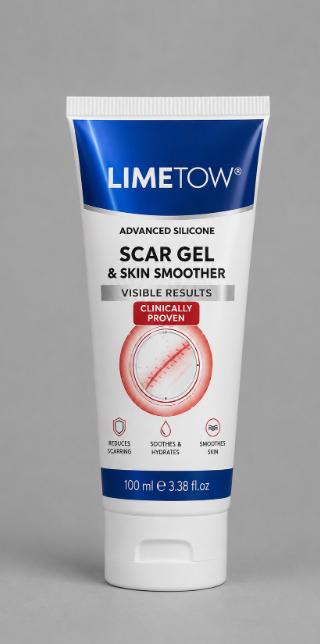 LIMETOW®
ADVANCED SILICONE
SCAR GEL
& SKIN SMOOTHER
VISIBLE RESULTS
CLINICALLY
PROVEN
REDUCES
SCARRING
SOOTHES &
HYDRATES
SMOOTHES
SKIN
100 ml ℮ 3.38 fl.oz